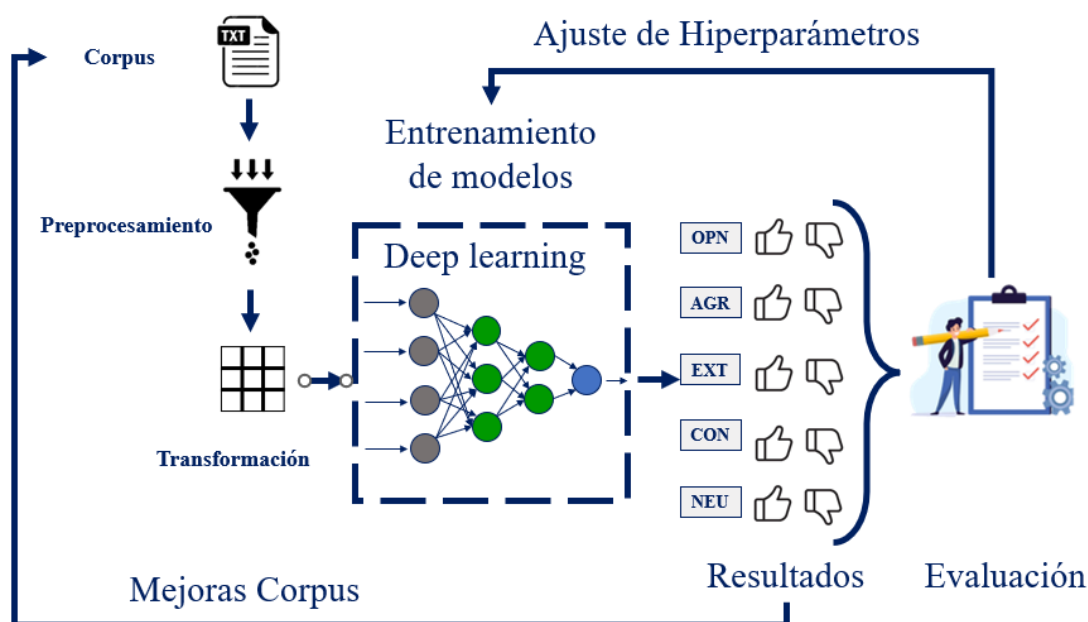 TXT
Corpus
Ajuste de Hiperparámetros
Entrenamiento
de modelos
Preprocesamiento
Deep learning
OPN
AGR
EXT
CON
NEU
Transformación
Resultados
Evaluación
Mejoras Corpus